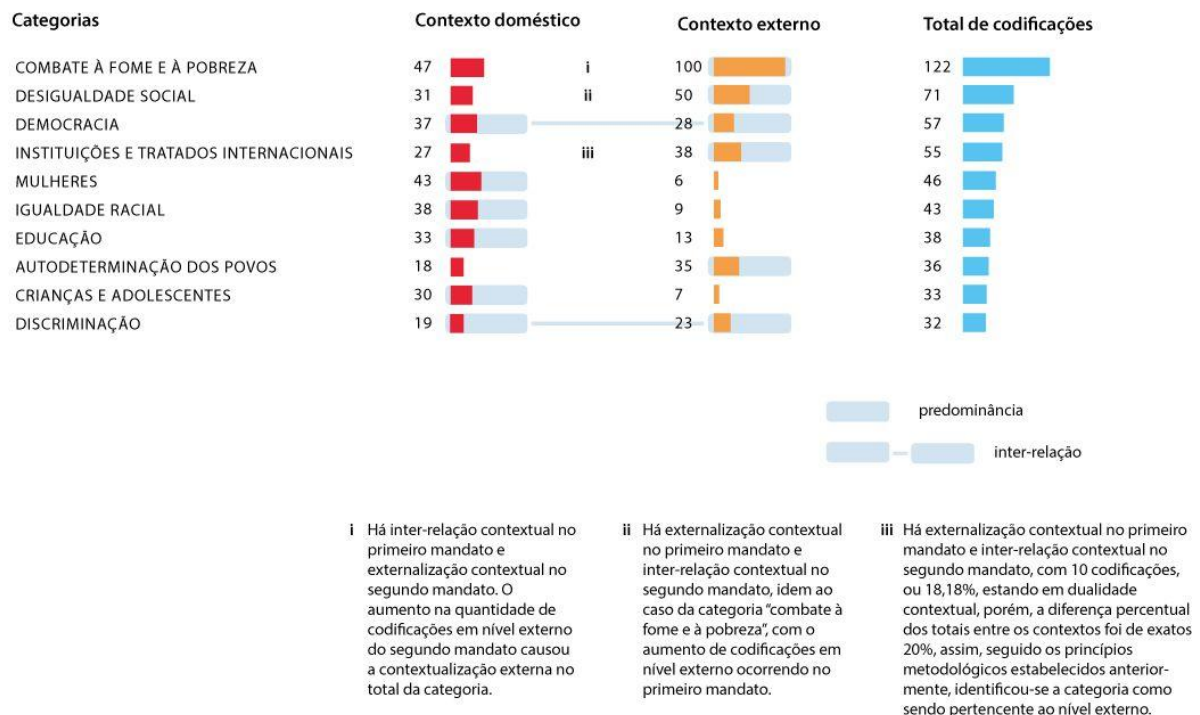 Categorias Contexto doméstico Contexto externo Total de codificações
COMBATE À FOME E À POBREZA 47 i 100 122
DESIGUALDADE SOCIAL 31 ii 50 71
DEMOCRACIA 37 28 57
INSTITUIÇÕES E TRATADOS INTERNACIONAIS 27 iii 38 55
MULHERES 43 6 46
IGUALDADE RACIAL 38 9 43
EDUCAÇÃO 33 13 38
AUTODETERMINAÇÃO DOS POVOS 18 35 36
CRIANÇAS E ADOLESCENTES 30 7 33
DISCRIMINAÇÃO 19 23 32
predominância
inter-relação
i Há inter-relação contextual no
primeiro mandato e
externalização contextual no
segundo mandato. O
aumento na quantidade de
codificações em nível externo
do segundo mandato causou
a contextualização externa no
total da categoria.
ii Há externalização contextual
no primeiro mandato e
inter-relação contextual no
segundo mandato, idem ao
caso da categoria “combate à
fome e à pobreza”, com o
aumento de codificações em
nível externo ocorrendo no
primeiro mandato.
iii Há externalização contextual no primeiro
mandato e inter-relação contextual no
segundo mandato, com 10 codificações,
ou 18,18%, estando em dualidade
contextual, porém, a diferença percentual
dos totais entre os contextos foi de exatos
20%, assim, seguido os princípios
metodológicos estabelecidos anterior-
mente, identificou-se a categoria como
sendo pertencente ao nível externo.